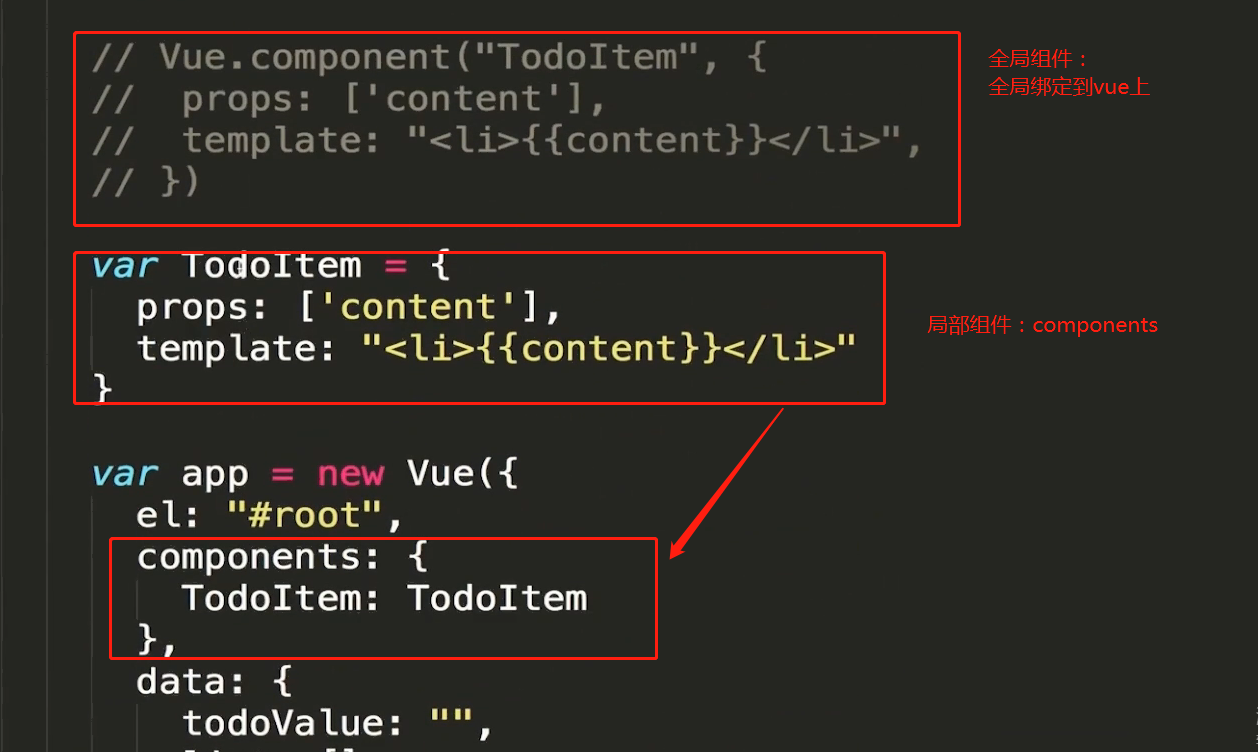 // Vue.component("TodoItem", {
//  props: ['content'],
//  template: "<li>{{content}}</li>",
// })
全局组件：
全局绑定到vue上
var TodoItem = {
  props: ['content'],
  template: "<li>{{content}}</li>"
}
局部组件：components
var app = new Vue({
  el: "#root",
  components: {
    TodoItem: TodoItem
  },
  data: {
    todoValue: "",